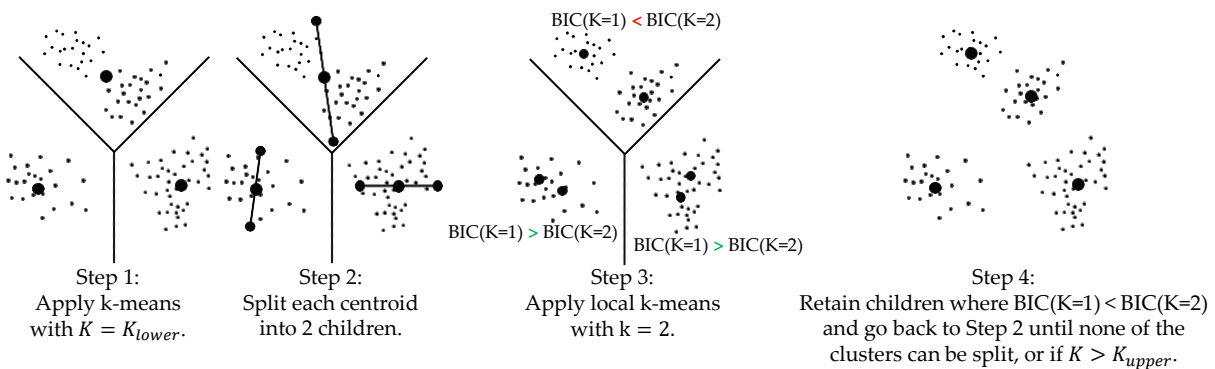 BIC(K=1) < BIC(K=2)
BIC(K=1) > BIC(K=2)
BIC(K=1) > BIC(K=2)
Step 1:
Apply k-means
with K = K_lower.
Step 2:
Split each centroid
into 2 children.
Step 3:
Apply local k-means
with k = 2.
Step 4:
Retain children where BIC(K=1) < BIC(K=2)
and go back to Step 2 until none of the
clusters can be split, or if K > K_upper.